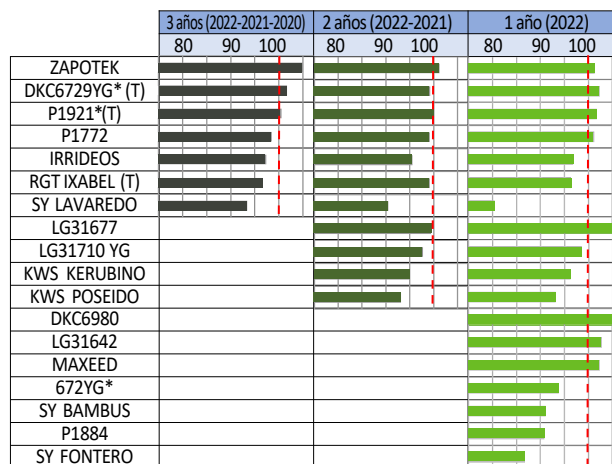 3 años (2022-2021-2020) 2 años (2022-2021) 1 año (2022)
80 90 100 80 90 100 80 90 100
ZAPOTEK
DKC6729YG* (T)
P1921*(T)
P1772
IRRIDEOS
RGT IXABEL (T)
SY LAVAREDO
LG31677
LG31710 YG
KWS KERUBINO
KWS POSEIDO
DKC6980
LG31642
MAXEED
672YG*
SY BAMBUS
P1884
SY FONTERO